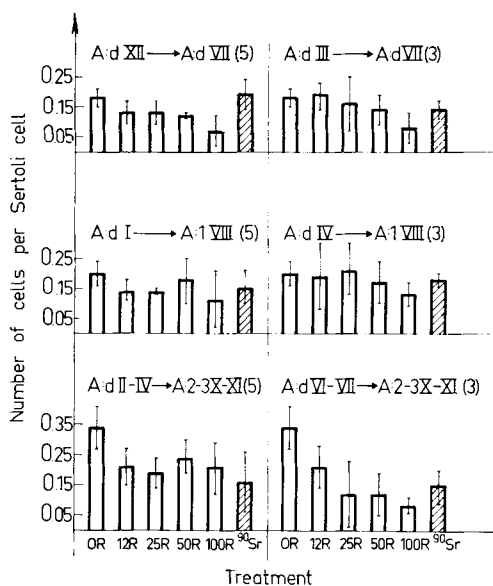 Number of cells per Sertoli cell
A:d XII → A:d VII (5)
A:d III → A:d VII (3)
0.25
0.15
0.05
A:d I → A:1 VIII (5)
A:d IV → A:1 VIII (3)
0.25
0.15
0.05
A:d II-IV → A:2-3X-XI (5)
A:d VI-VII → A:2-3X-XI (3)
0.35
0.25
0.15
0.05
0R 12R 25R 50R 100R ⁹⁰Sr
0R 12R 25R 50R 100R ⁹⁰Sr
Treatment